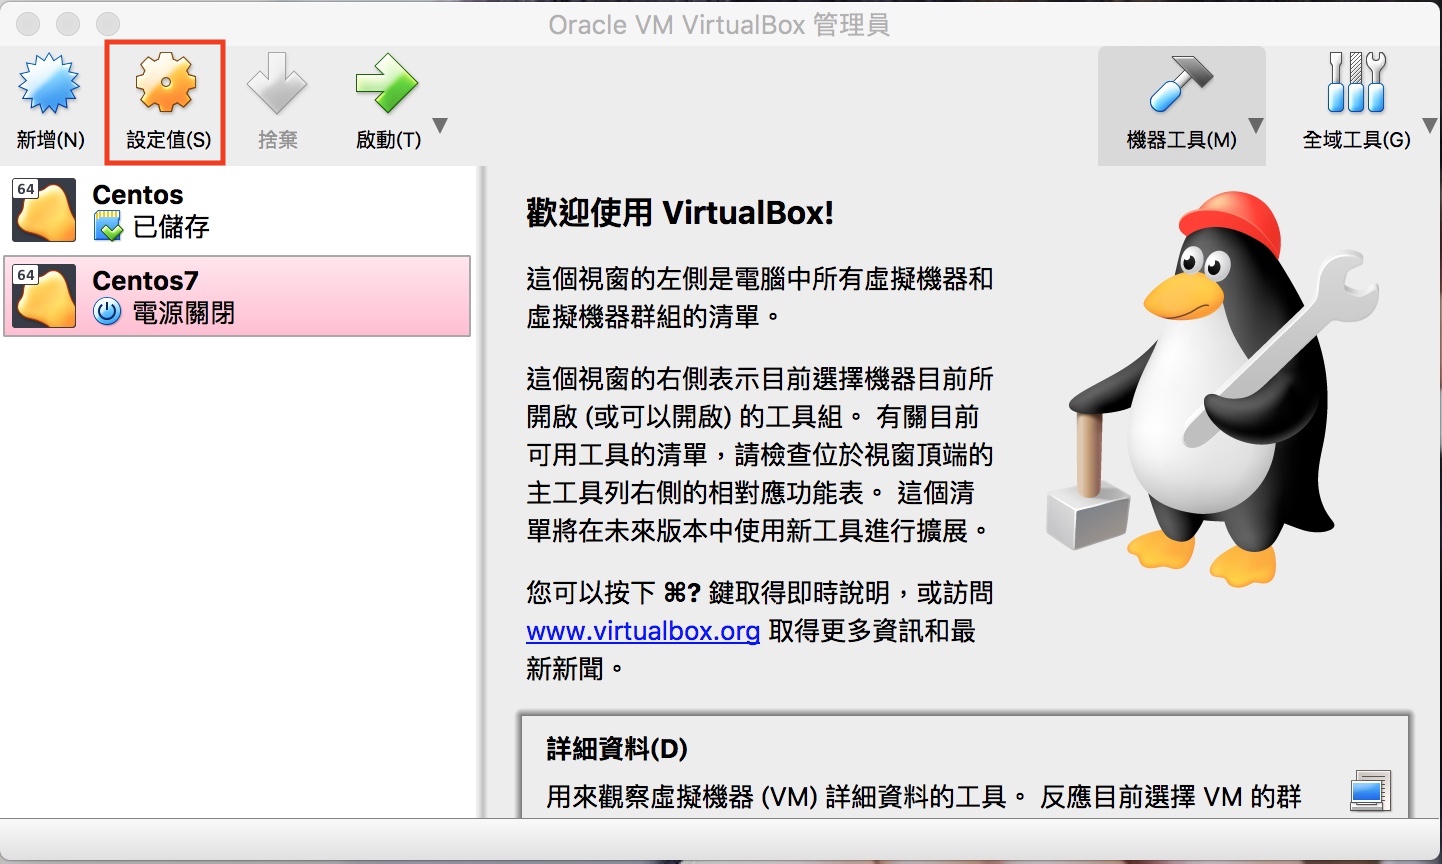 Oracle VM VirtualBox 管理員
新增(N)
設定值(S)
捨棄
啟動(T)
機器工具(M)
全域工具(G)
64
Centos
已儲存
64
Centos7
電源關閉
歡迎使用 VirtualBox!
這個視窗的左側是電腦中所有虛擬機器和
虛擬機器群組的清單。
這個視窗的右側表示目前選擇機器目前所
開啟 (或可以開啟) 的工具組。 有關目前
可用工具的清單，請檢查位於視窗頂端的
主工具列右側的相對應功能表。 這個清
單將在未來版本中使用新工具進行擴展。
您可以按下 ⌘? 鍵取得即時說明，或訪問
www.virtualbox.org 取得更多資訊和最
新新聞。
詳細資料(D)
用來觀察虛擬機器 (VM) 詳細資料的工具。 反應目前選擇 VM 的群